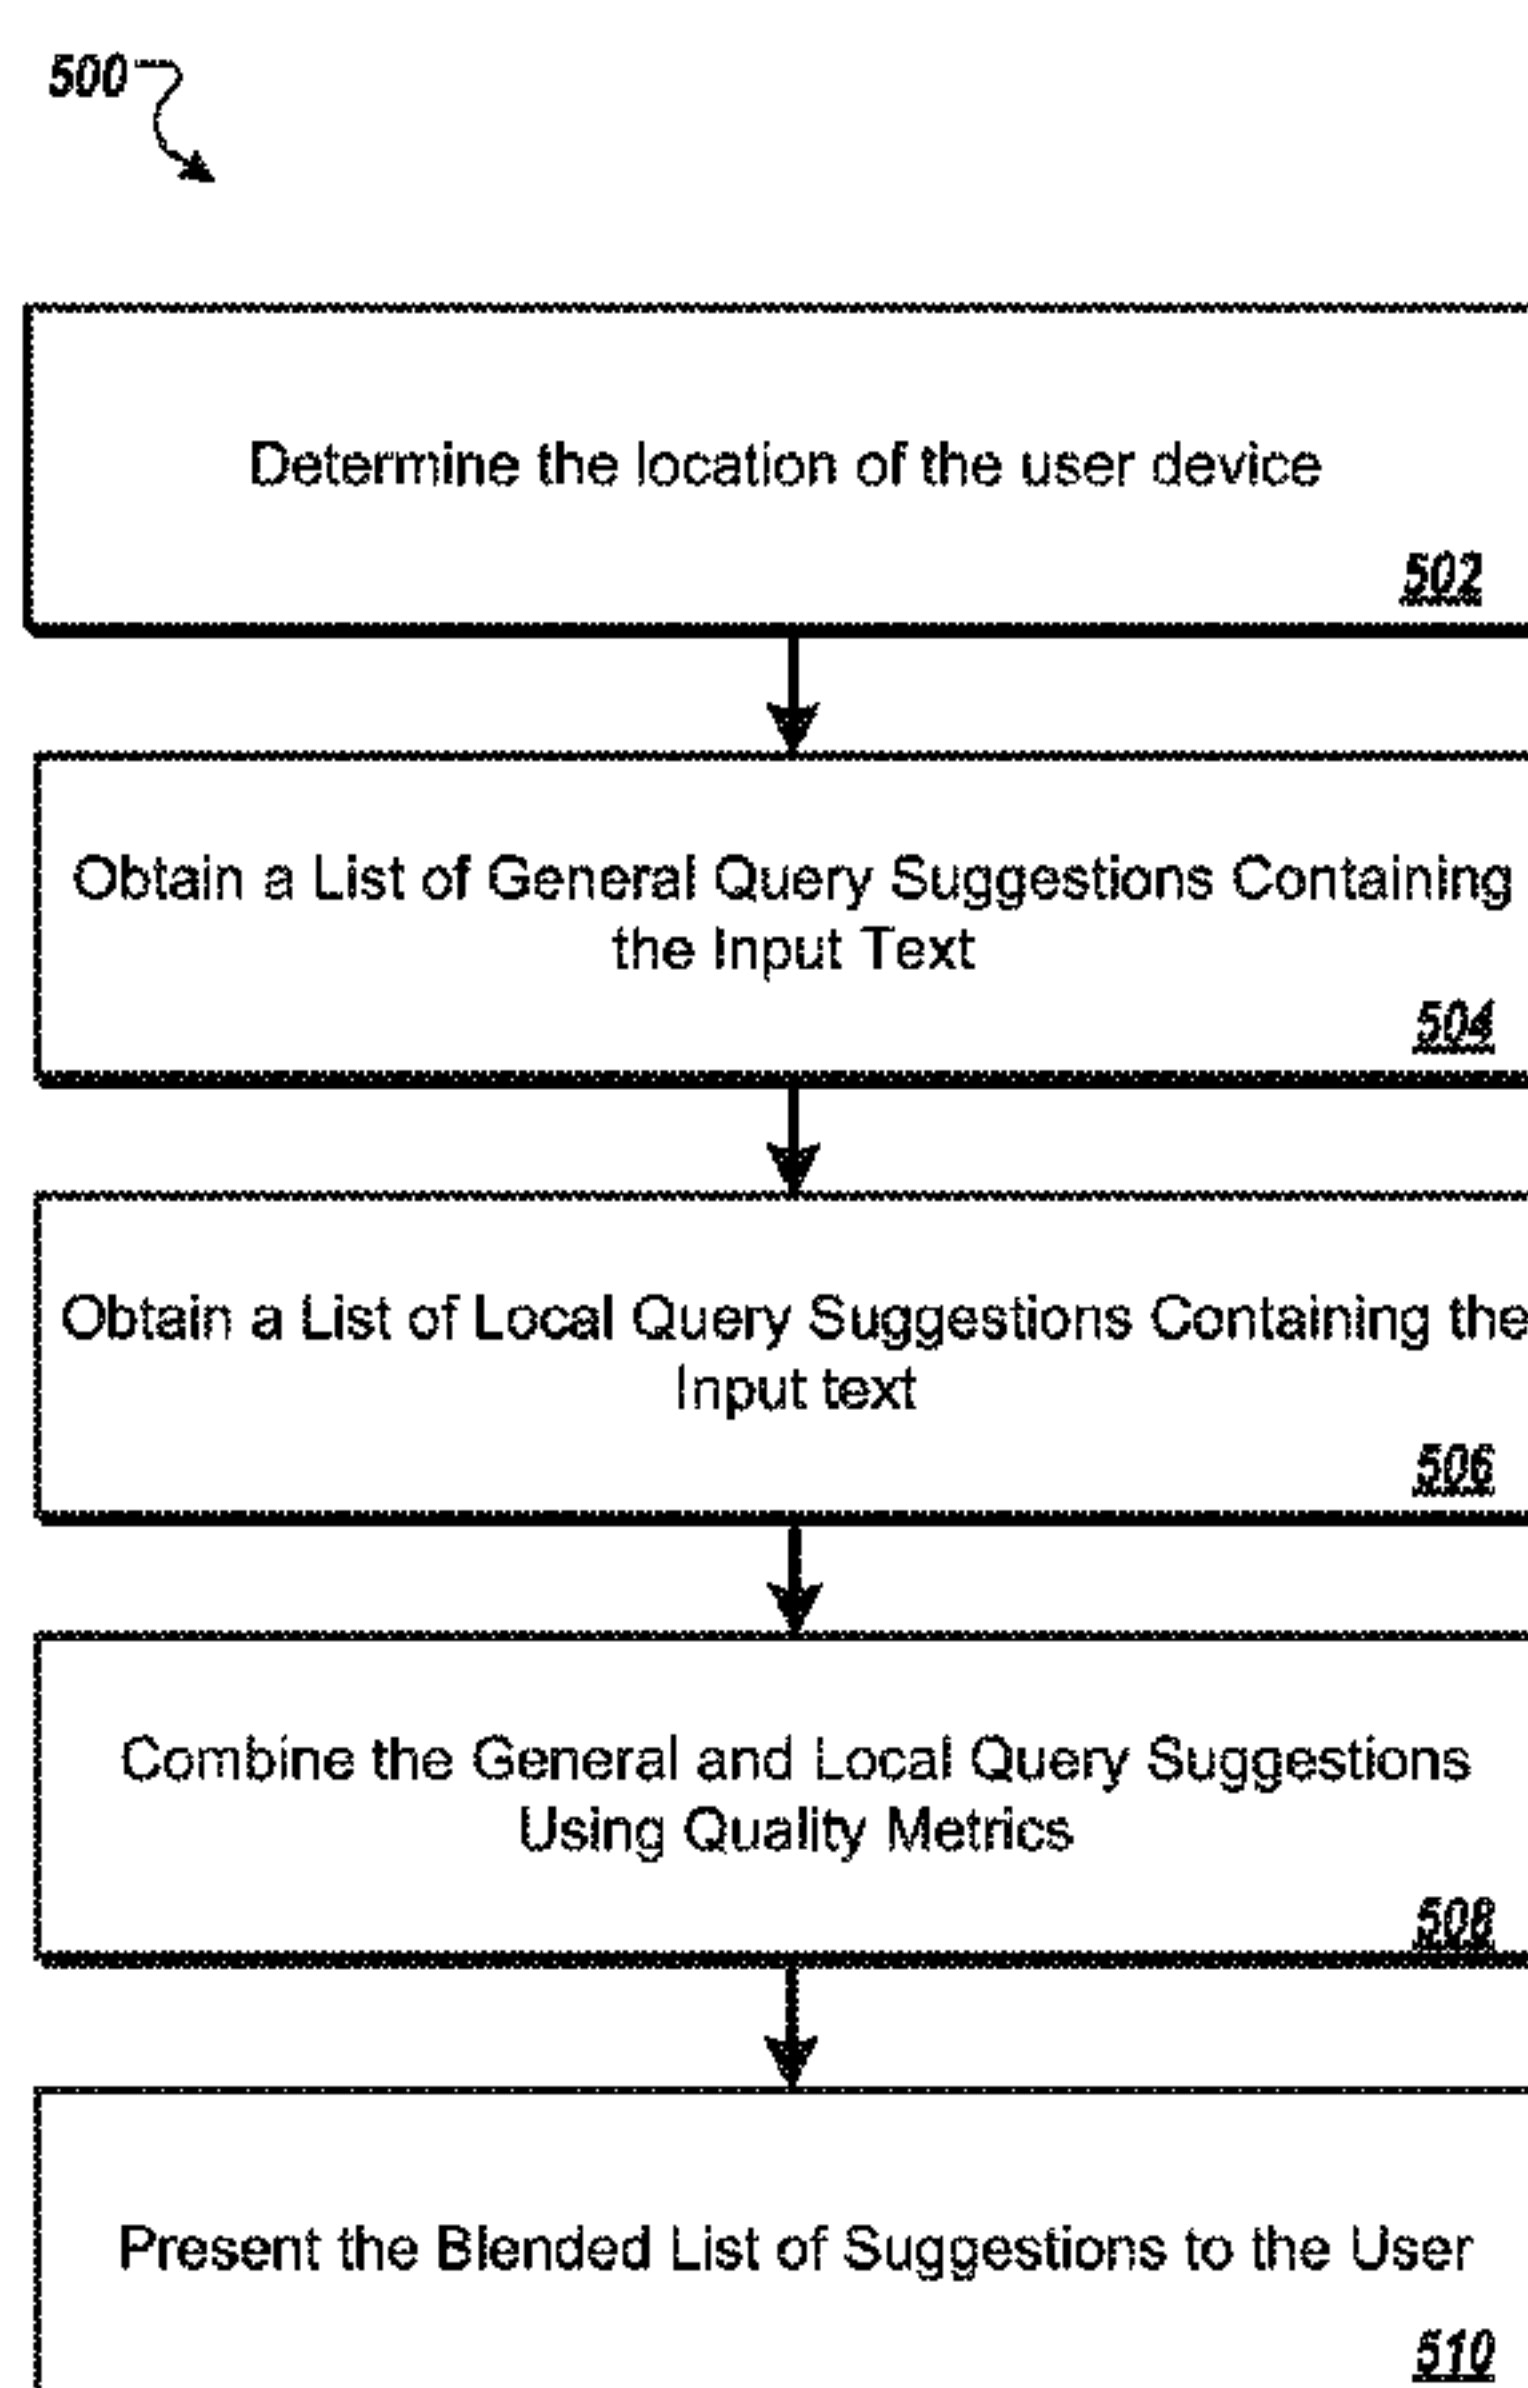 500
Determine the location of the user device
502
Obtain a List of General Query Suggestions Containing
the Input Text
504
Obtain a List of Local Query Suggestions Containing the
Input text
506
Combine the General and Local Query Suggestions
Using Quality Metrics
508
Present the Blended List of Suggestions to the User
510